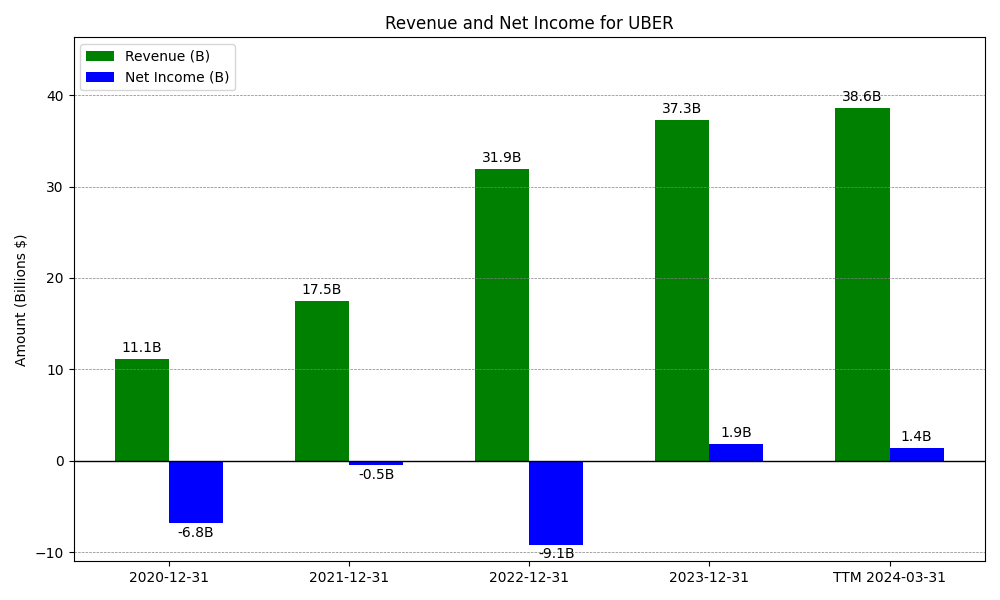 Revenue and Net Income for UBER
Revenue (B)
Net Income (B)
Amount (Billions $)
40
30
20
10
0
−10
11.1B
-6.8B
17.5B
-0.5B
31.9B
-9.1B
37.3B
1.9B
38.6B
1.4B
2020-12-31
2021-12-31
2022-12-31
2023-12-31
TTM 2024-03-31